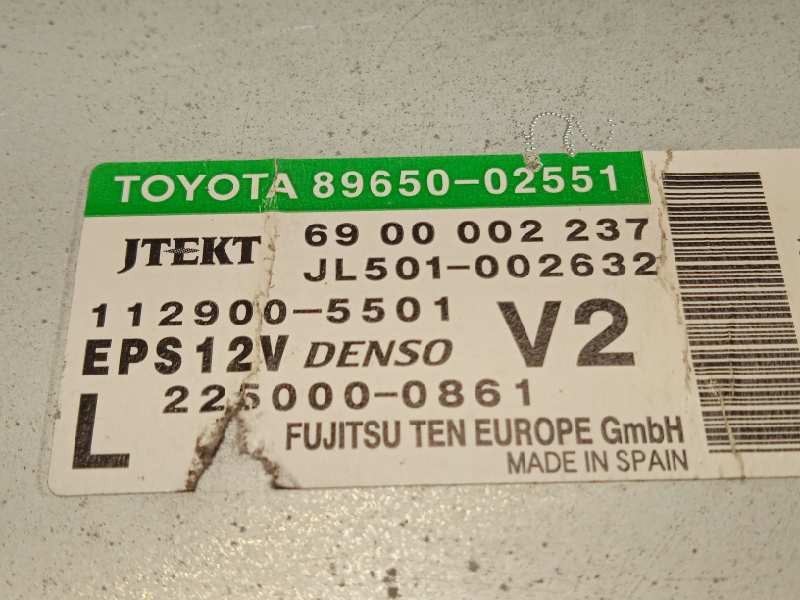 TOYOTA 89650-02551
JTEKT 69 00 002 237
JL501-002632
112900-5501
EPS12V DENSO V2
225000-0861
L FUJITSU TEN EUROPE GmbH
MADE IN SPAIN